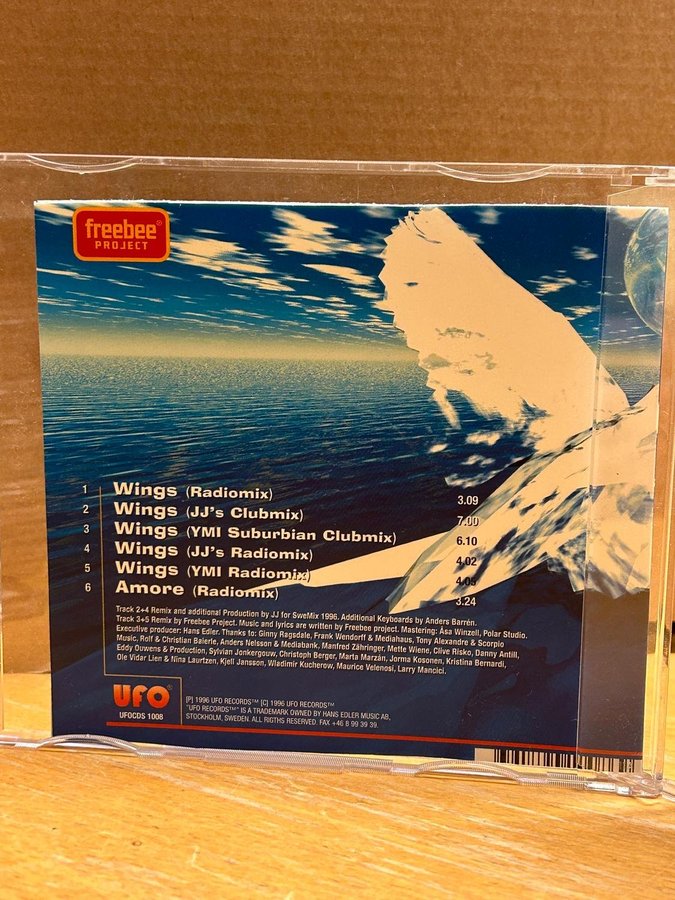 freebee®
PROJECT
1 Wings (Radiomix) 3.09
2 Wings (JJ's Clubmix) 7.00
3 Wings (YMI Suburbian Clubmix) 6.10
4 Wings (JJ's Radiomix) 4.02
5 Wings (YMI Radiomix) 4.03
6 Amore (Radiomix) 3.24
Track 2+4 Remix and additional Production by JJ for SweMix 1996. Additional Keyboards by Anders Barrén.
Track 3+5 Remix by Freebee Project. Music and lyrics are written by Freebee project. Mastering: Åsa Winzell, Polar Studio.
Executive producer: Hans Edler. Thanks to: Ginny Ragsdale, Frank Wendorff & Mediahaus, Tony Alexandre & Scorpio
Music, Rolf & Christian Baierle, Anders Nelsson & Mediabank, Manfred Zähringer, Mette Wiene, Clive Risko, Danny Antill,
Eddy Ouwens & Production, Sylvian Jonkergouw, Christoph Berger, Marta Marzán, Jorma Kosonen, Kristina Bernardi,
Ole Vidar Lien & Nina Laurtzen, Kjell Jansson, Wladimir Kucherow, Maurice Velenosi, Larry Mancici.
UFO®
UFOCDS 1008
[P] 1996 UFO RECORDS™ [C] 1996 UFO RECORDS™
"UFO RECORDS™" IS A TRADEMARK OWNED BY HANS EDLER MUSIC AB,
STOCKHOLM, SWEDEN. ALL RIGTHS RESERVED. FAX +46 8 99 39 39.